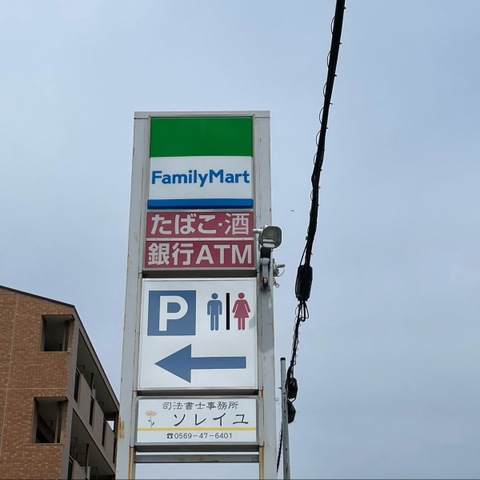 FamilyMart
たばこ・酒
銀行ATM
P
司法書士事務所
ソレイユ
☎0569-47-6401